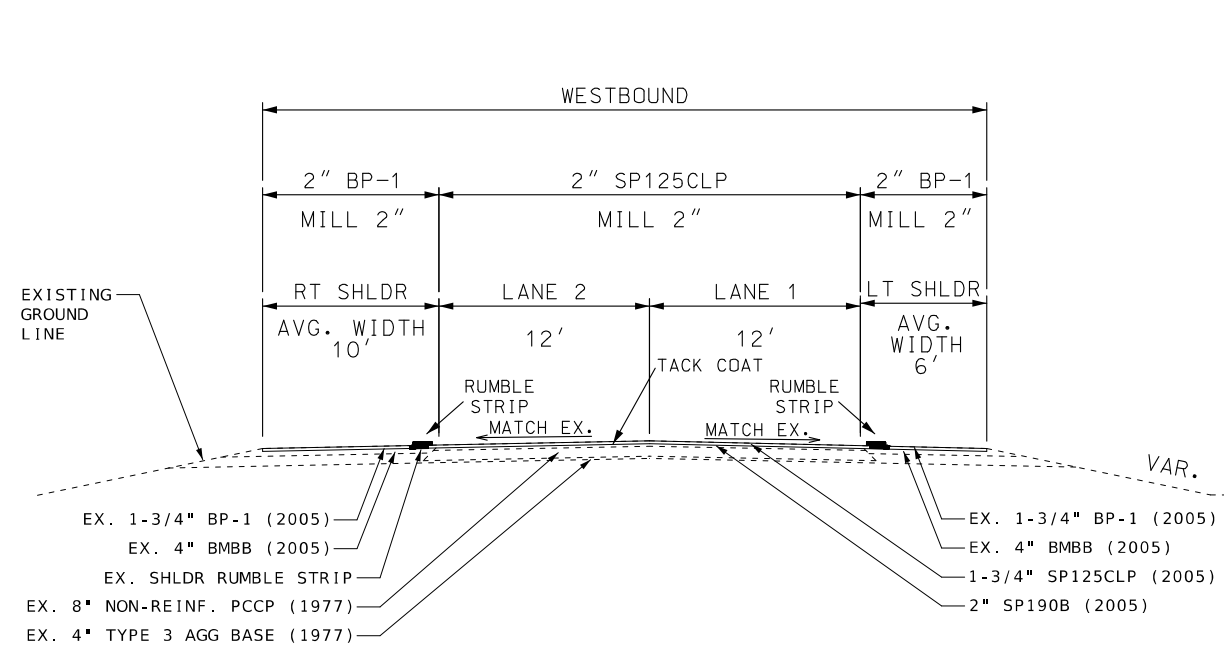 WESTBOUND
2" BP-1
2" SP125CLP
2" BP-1
MILL 2"
MILL 2"
MILL 2"
EXISTING
GROUND
LINE
RT SHLDR
LANE 2
LANE 1
LT SHLDR
AVG. WIDTH
10'
12'
12'
AVG.
WIDTH
6'
TACK COAT
RUMBLE
STRIP
RUMBLE
STRIP
MATCH EX.
MATCH EX.
VAR.
EX. 1-3/4" BP-1 (2005)
EX. 4" BMBB (2005)
EX. SHLDR RUMBLE STRIP
EX. 8" NON-REINF. PCCP (1977)
EX. 4" TYPE 3 AGG BASE (1977)
EX. 1-3/4" BP-1 (2005)
EX. 4" BMBB (2005)
1-3/4" SP125CLP (2005)
2" SP190B (2005)